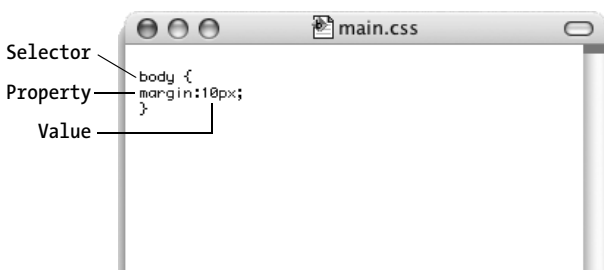 main.css
Selector
body {
Property
margin:10px;
}
Value